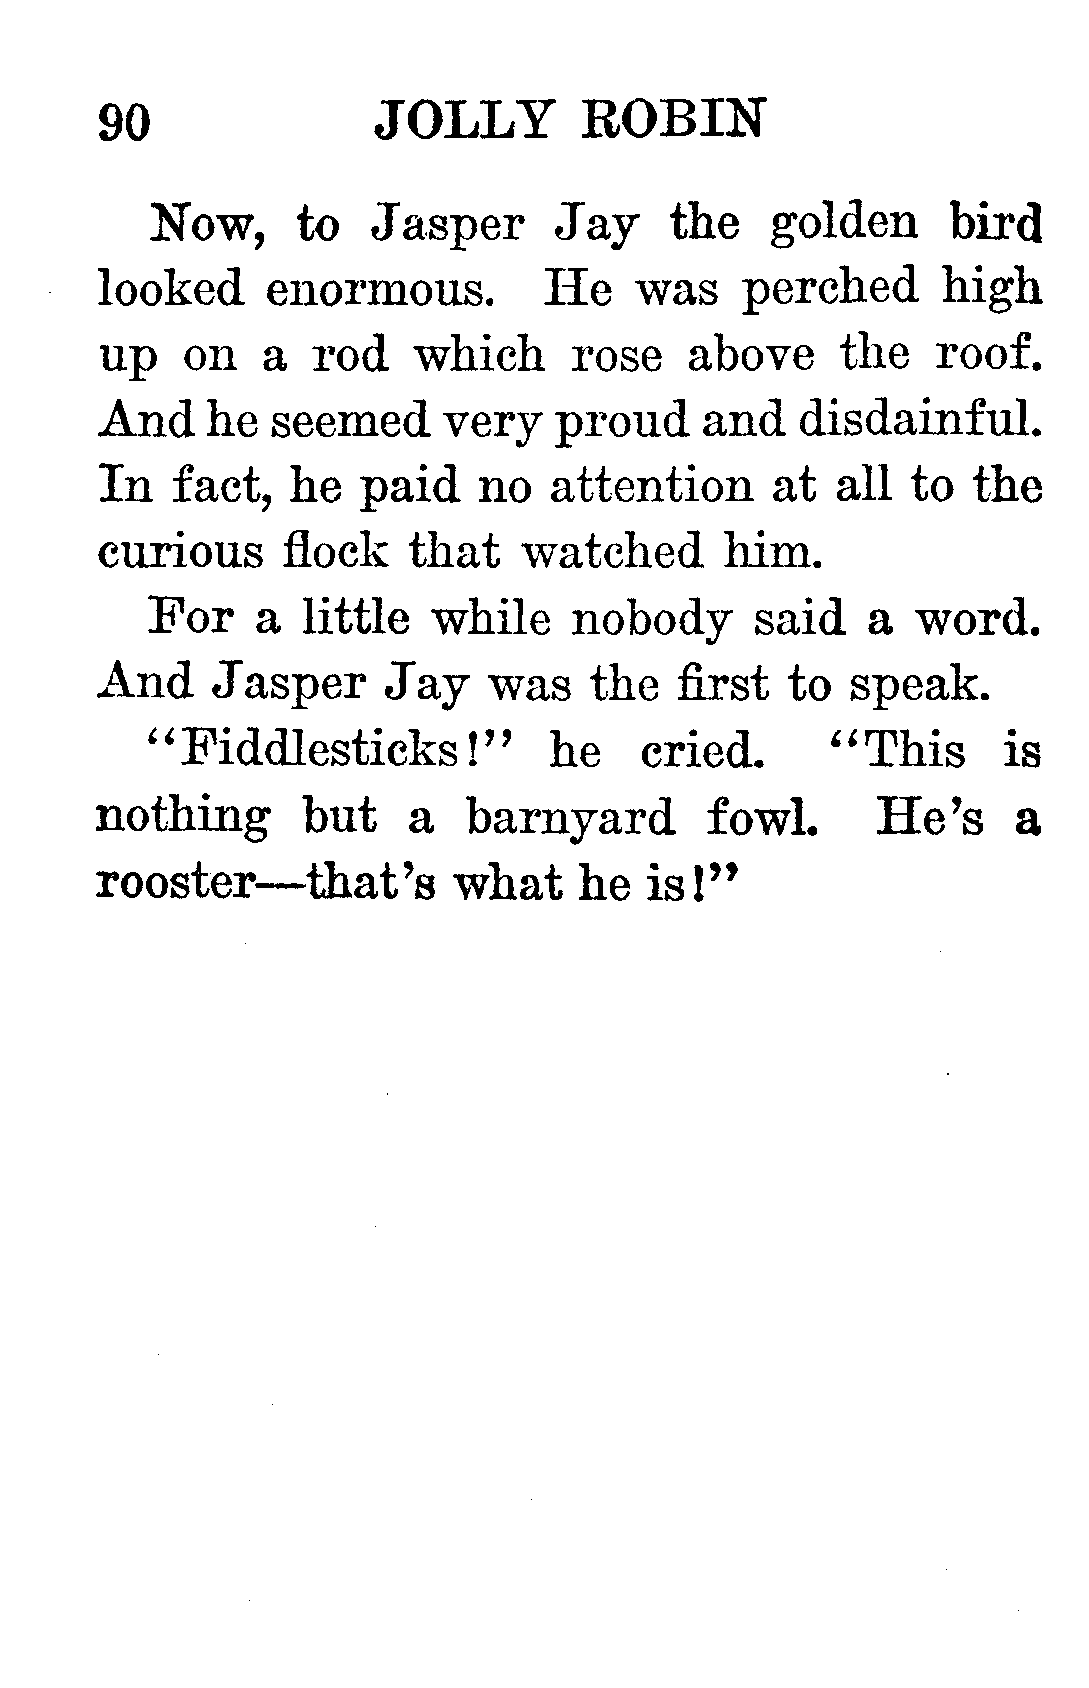 90 JOLLY ROBIN
Now, to Jasper Jay the golden bird
looked enormous. He was perched high
up on a rod which rose above the roof.
And he seemed very proud and disdainful.
In fact, he paid no attention at all to the
curious flock that watched him.
For a little while nobody said a word.
And Jasper Jay was the first to speak.
“Fiddlesticks!” he cried. “This is
nothing but a barnyard fowl. He’s a
rooster—that’s what he is!”